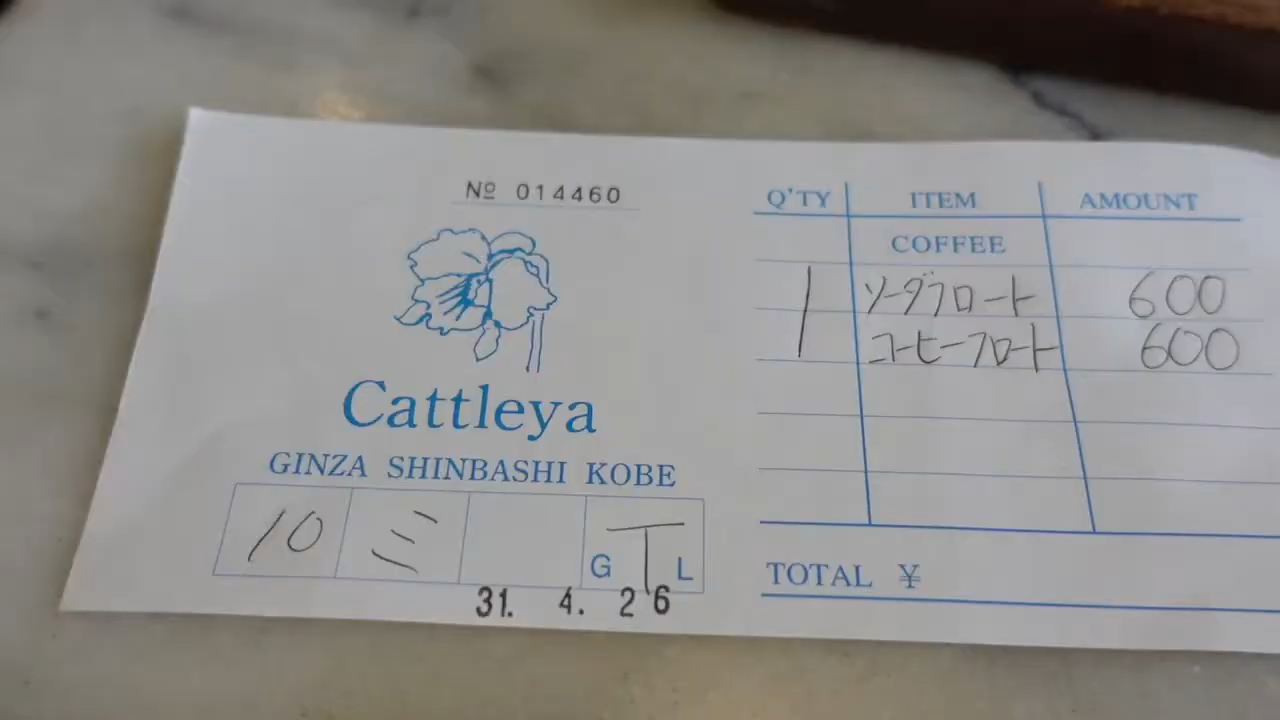 Nº 014460
Cattleya
GINZA SHINBASHI KOBE
10 三 G T L
31. 4. 26
Q'TY ITEM AMOUNT
COFFEE
1 ソーダフロート 600
コーヒーフロート 600
TOTAL ¥